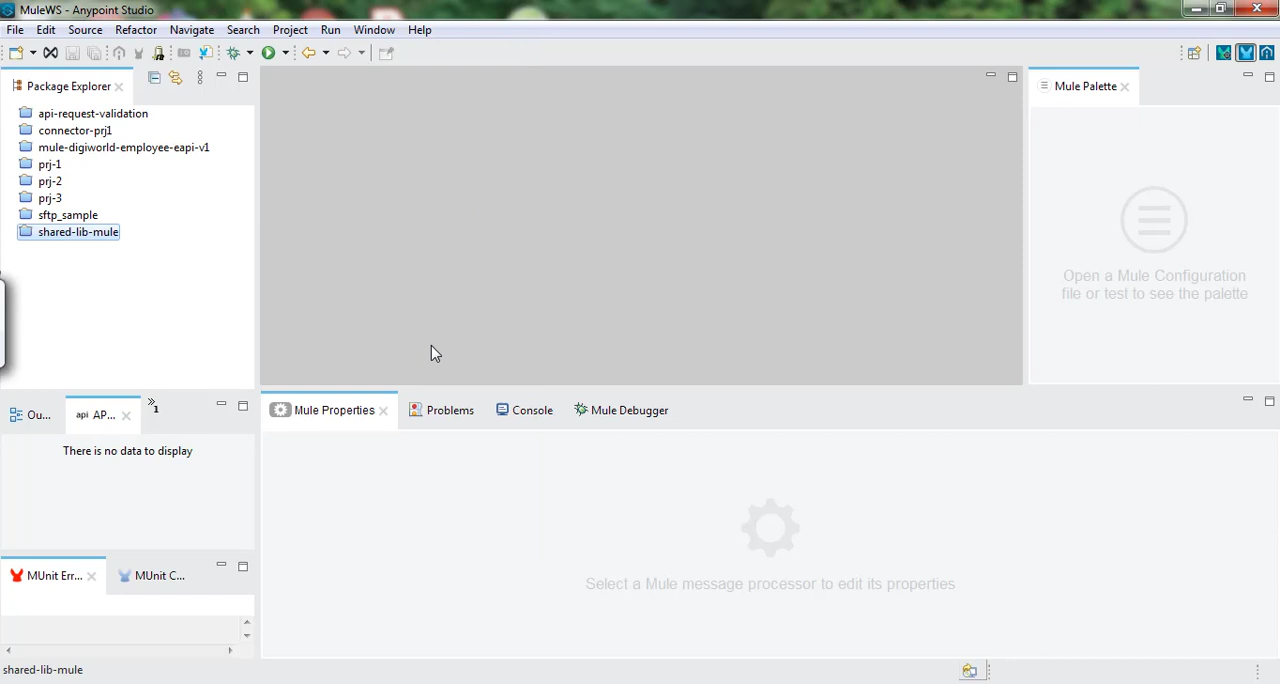 MuleWS - Anypoint Studio
File Edit Source Refactor Navigate Search Project Run Window Help
Package Explorer
api-request-validation
connector-prj1
mule-digiworld-employee-eapi-v1
prj-1
prj-2
prj-3
sftp_sample
shared-lib-mule
Mule Palette
Open a Mule Configuration
file or test to see the palette
Ou...
api AP...
1
There is no data to display
MUnit Err...
MUnit C...
Mule Properties
Problems
Console
Mule Debugger
Select a Mule message processor to edit its properties
shared-lib-mule